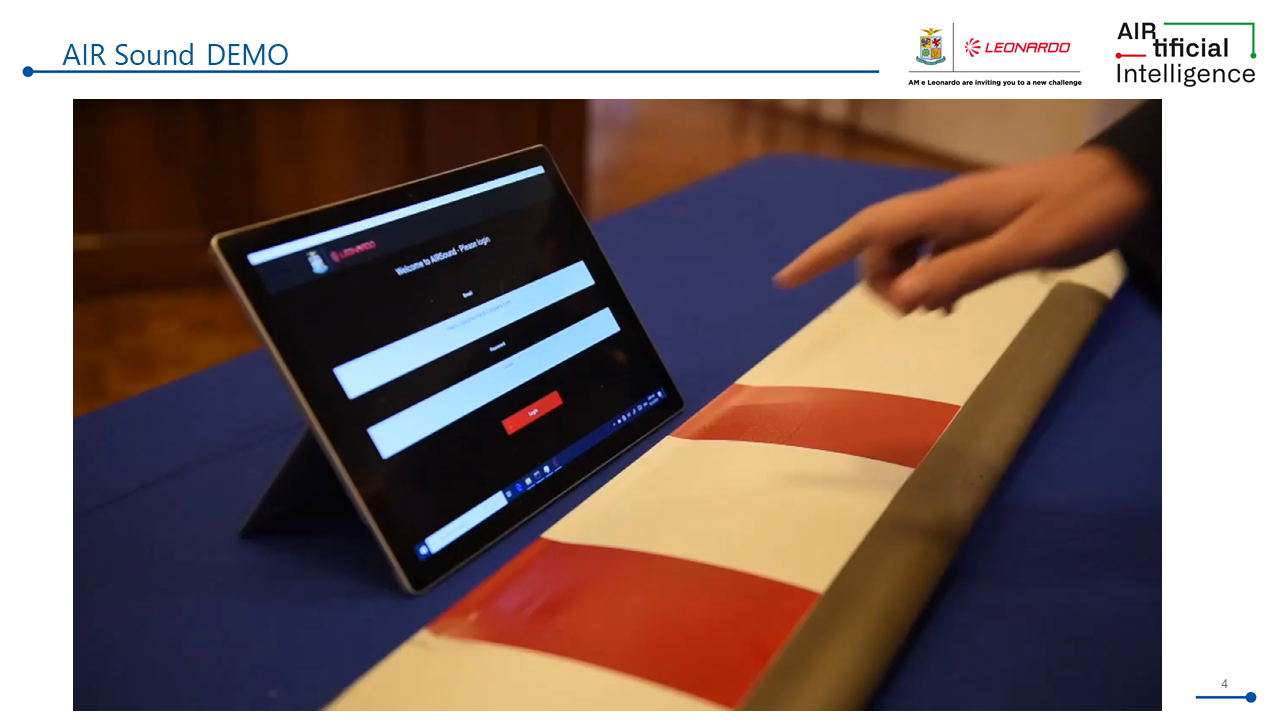 AIR Sound DEMO
LEONARDO
AM e Leonardo are inviting you to a new challenge
AIR
tificial
Intelligence
LEONARDO
Welcome to AIRSound - Please login
Email
Password
Login
4